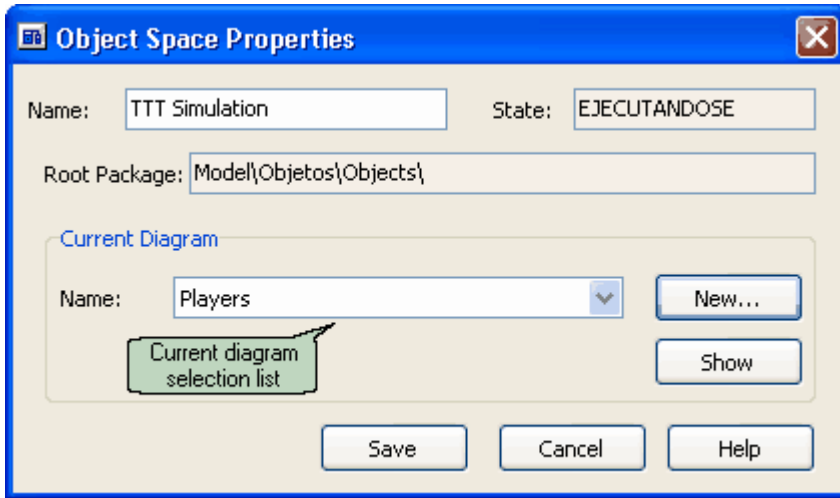 Object Space Properties
Name: TTT Simulation State: EJECUTANDOSE
Root Package: Model\Objetos\Objects\
Current Diagram
Name: Players New...
Current diagram
selection list
Show
Save Cancel Help